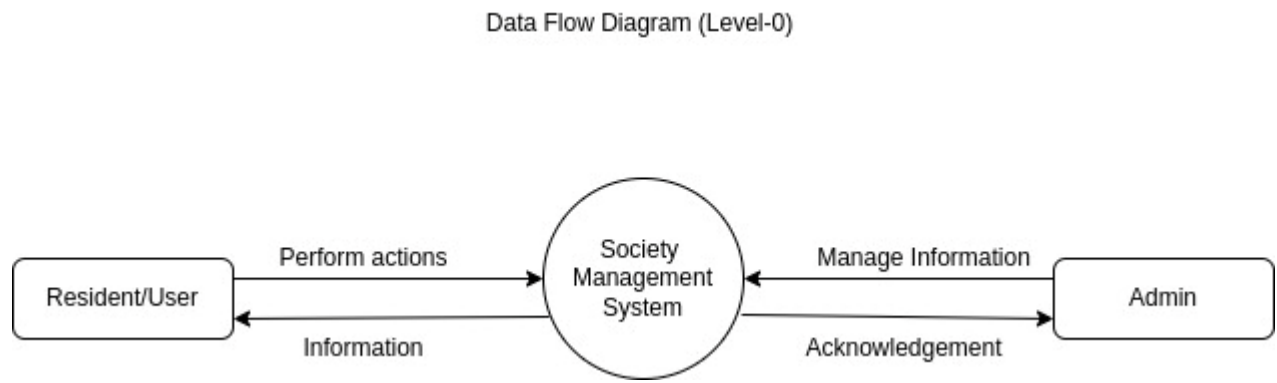 Data Flow Diagram (Level-0)
Perform actions
Resident/User
Information
Society
Management
System
Manage Information
Admin
Acknowledgement